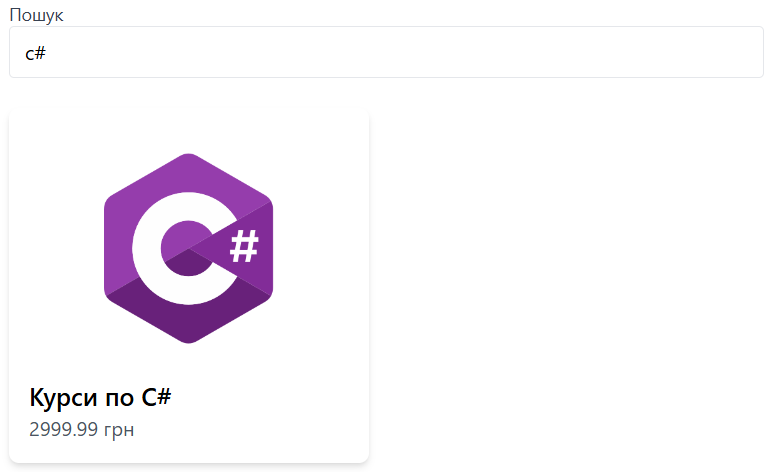 Пошук
c#
C#
Курси по C#
2999.99 грн